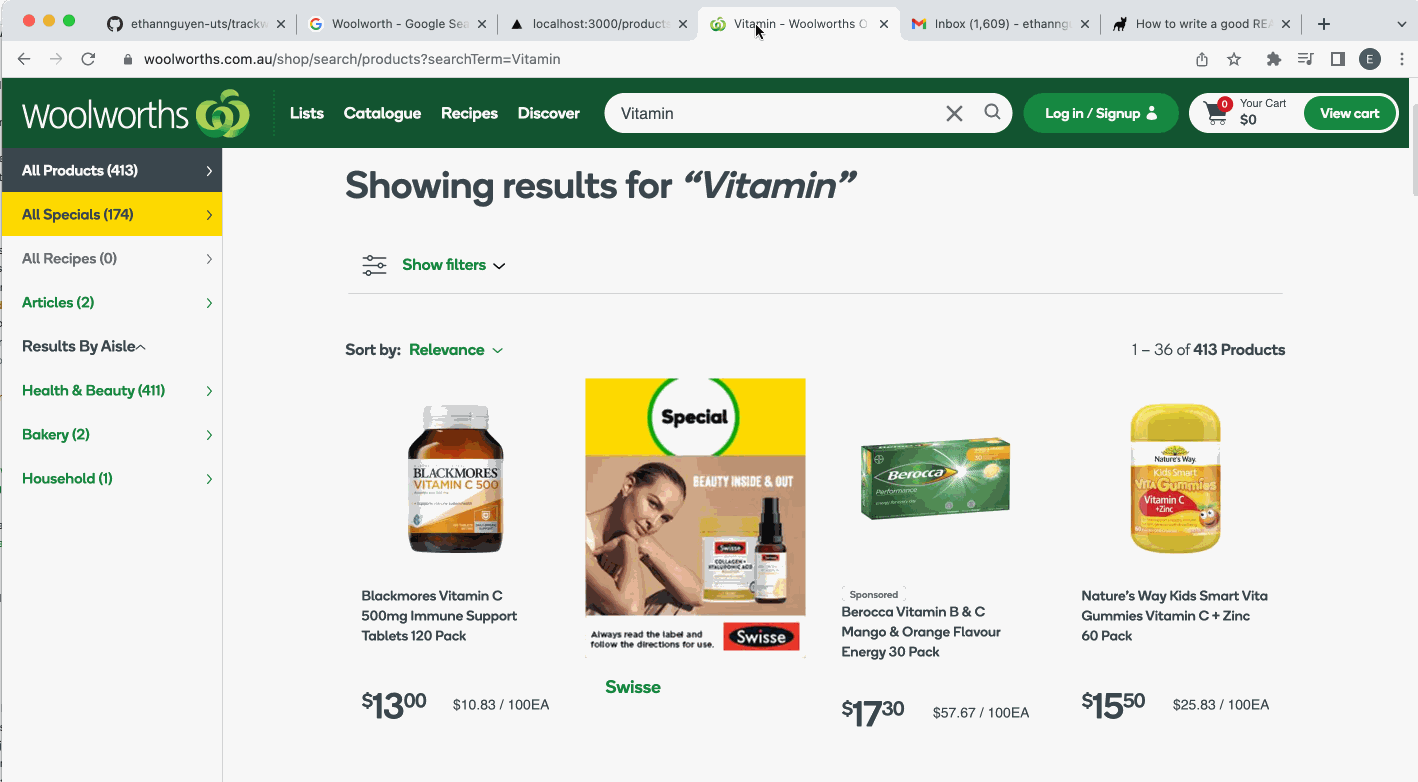 ethannguyen-uts/trackw
Woolworth - Google Sea
localhost:3000/product
Vitamin - Woolworths O
Inbox (1,609) - ethanng
How to write a good REA
woolworths.com.au/shop/search/products?searchTerm=Vitamin
E
Woolworths
Lists
Catalogue
Recipes
Discover
Vitamin
Log in / Signup
0
Your Cart
$0
View cart
All Products (413)
All Specials (174)
All Recipes (0)
Articles (2)
Results By Aisle
Health & Beauty (411)
Bakery (2)
Household (1)
Showing results for “Vitamin”
Show filters
Sort by: Relevance
1 – 36 of 413 Products
BLACKMORES
VITAMIN C 500
Blackmores Vitamin C
500mg Immune Support
Tablets 120 Pack
$13.00
$10.83 / 100EA
Special
BEAUTY INSIDE & OUT
Swisse
COLLAGEN+
HYALURONIC ACID
Always read the label and
follow the directions for use.
Swisse
Swisse
Berocca
Performance
Sponsored
Berocca Vitamin B & C
Mango & Orange Flavour
Energy 30 Pack
$17.30
$57.67 / 100EA
Nature's Way.
Kids Smart
VitaGummies
Vitamin C
+Zinc
Nature’s Way Kids Smart Vita
Gummies Vitamin C + Zinc
60 Pack
$15.50
$25.83 / 100EA